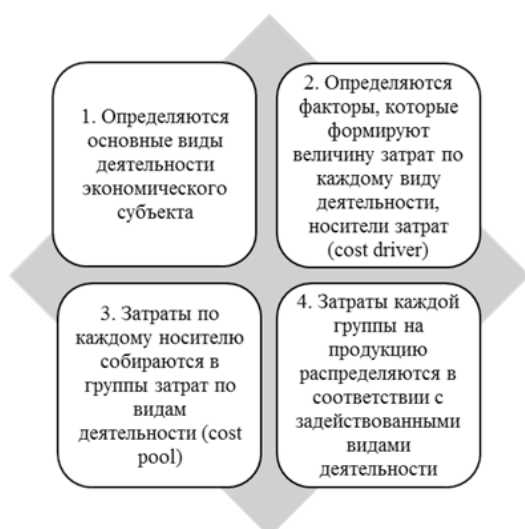 1. Определяются
основные виды
деятельности
экономического
субъекта
2. Определяются
факторы, которые
формируют
величину затрат по
каждому виду
деятельности,
носители затрат
(cost driver)
3. Затраты по
каждому носителю
собираются в
группы затрат по
видам
деятельности (cost
pool)
4. Затраты каждой
группы на
продукцию
распределяются в
соответствии с
задействованными
видами
деятельности